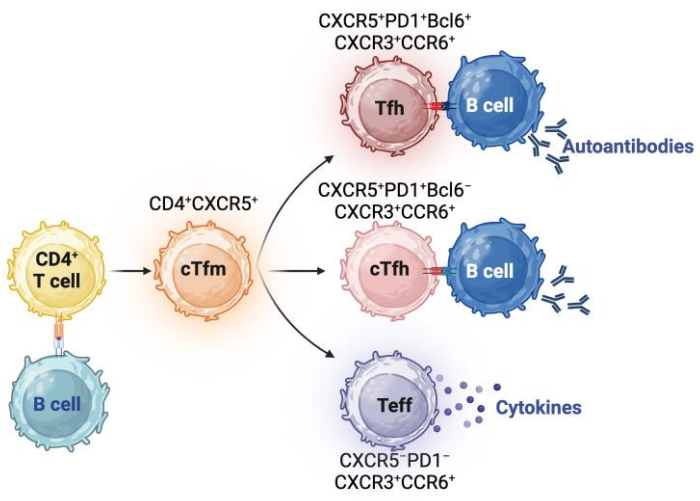 CXCR5⁺PD1⁺Bcl6⁺
CXCR3⁺CCR6⁺
Tfh
B cell
Autoantibodies
CD4⁺CXCR5⁺
CXCR5⁺PD1⁺Bcl6⁻
CXCR3⁺CCR6⁺
CD4⁺
T cell
cTfm
cTfh
B cell
B cell
Teff
Cytokines
CXCR5⁻PD1⁻
CXCR3⁺CCR6⁺